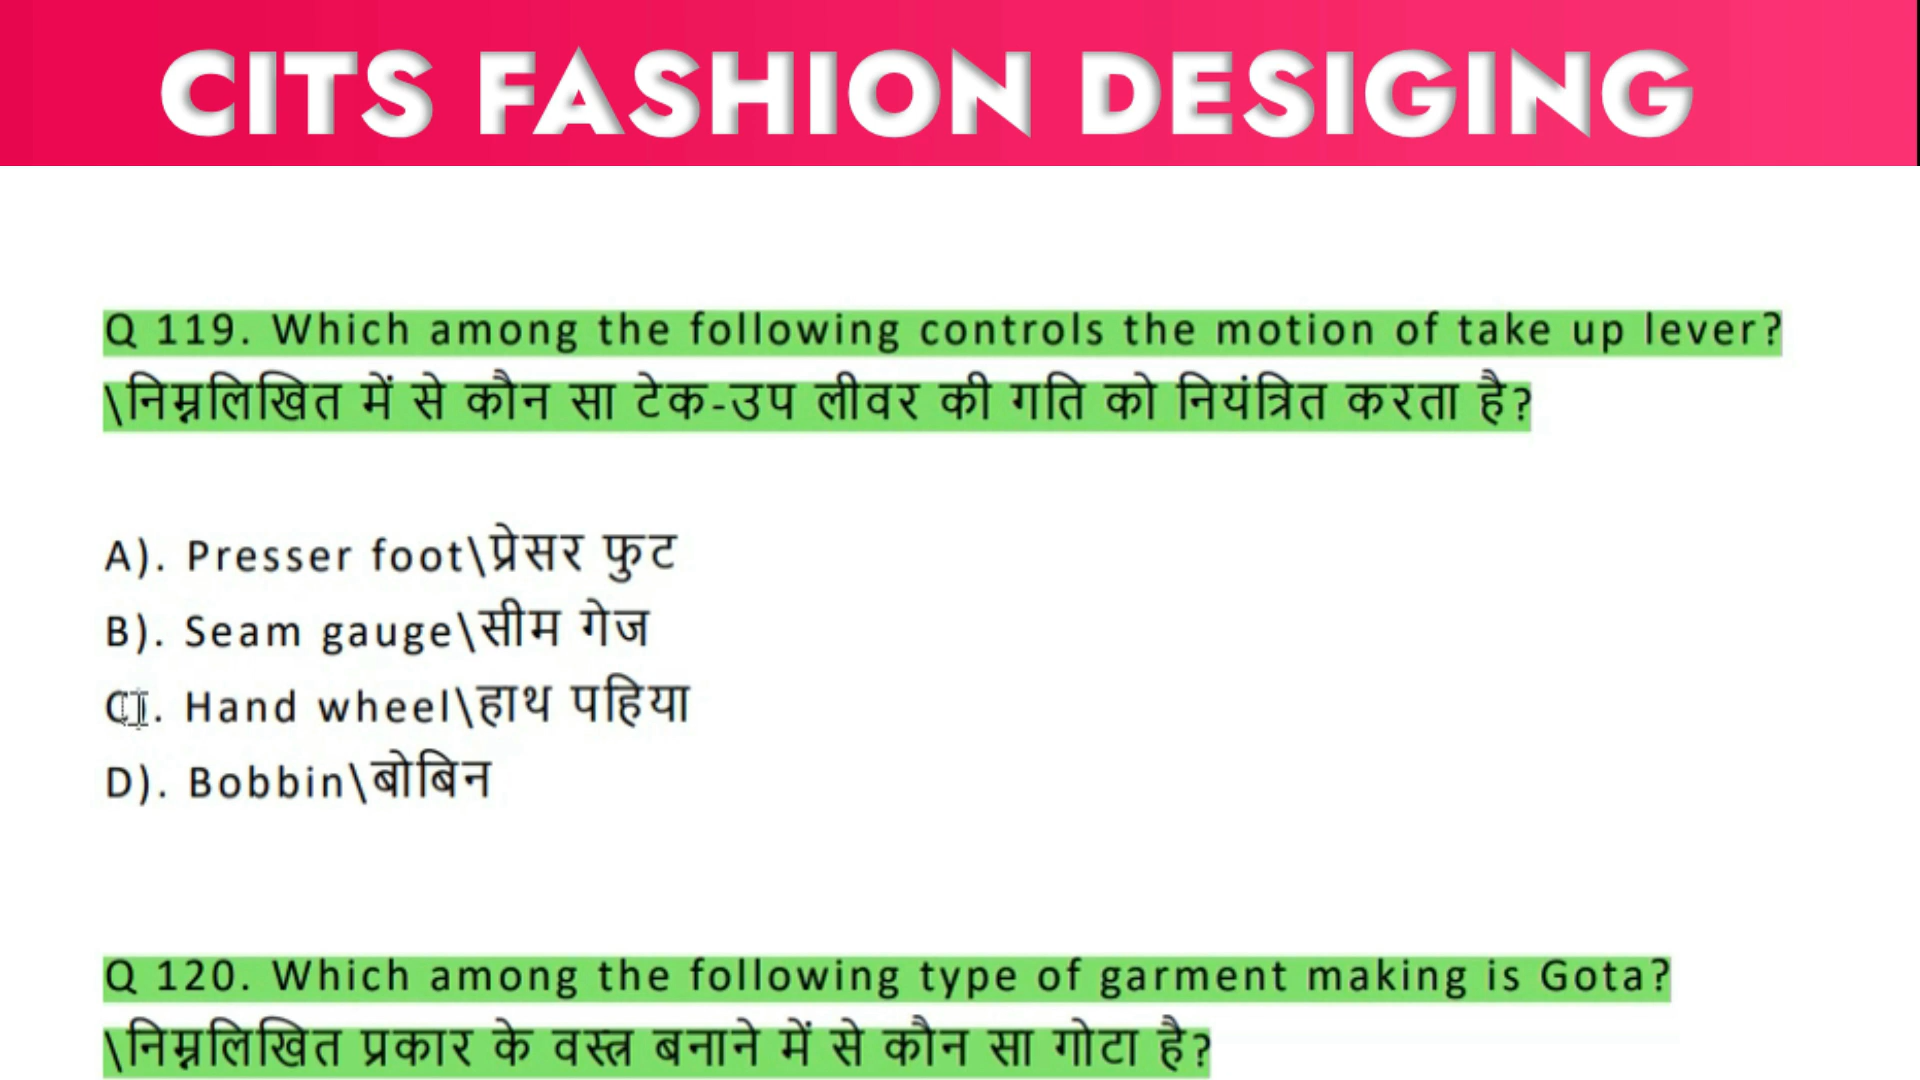 CITS FASHION DESIGING
Q 119. Which among the following controls the motion of take up lever?
\निम्नलिखित में से कौन सा टेक-उप लीवर की गति को नियंत्रित करता है?
A). Presser foot\प्रेसर फुट
B). Seam gauge\सीम गेज
C). Hand wheel\हाथ पहिया
D). Bobbin\बोबिन
Q 120. Which among the following type of garment making is Gota?
\निम्नलिखित प्रकार के वस्त्र बनाने में से कौन सा गोटा है?